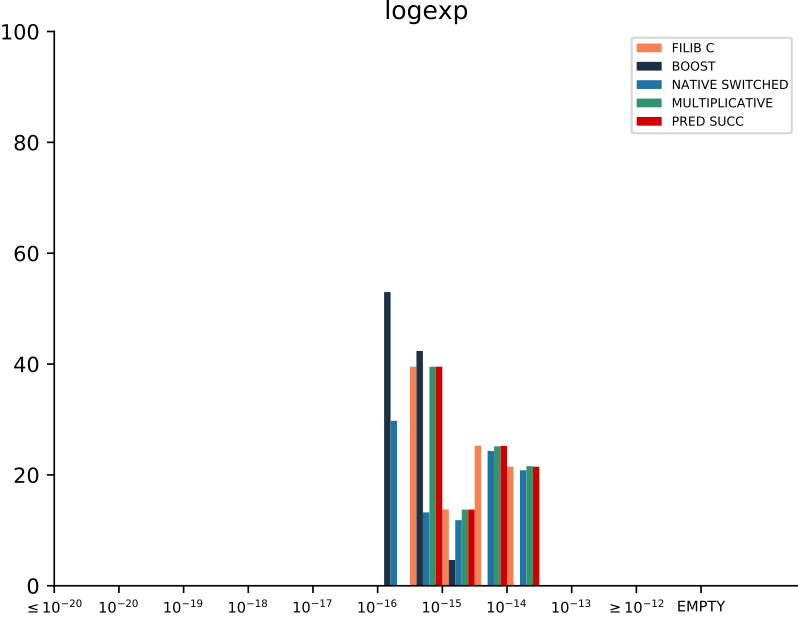 logexp
100
80
60
40
20
0
FILIB C
BOOST
NATIVE SWITCHED
MULTIPLICATIVE
PRED SUCC
≤ 10⁻²⁰ 10⁻²⁰ 10⁻¹⁹ 10⁻¹⁸ 10⁻¹⁷ 10⁻¹⁶ 10⁻¹⁵ 10⁻¹⁴ 10⁻¹³ ≥ 10⁻¹² EMPTY